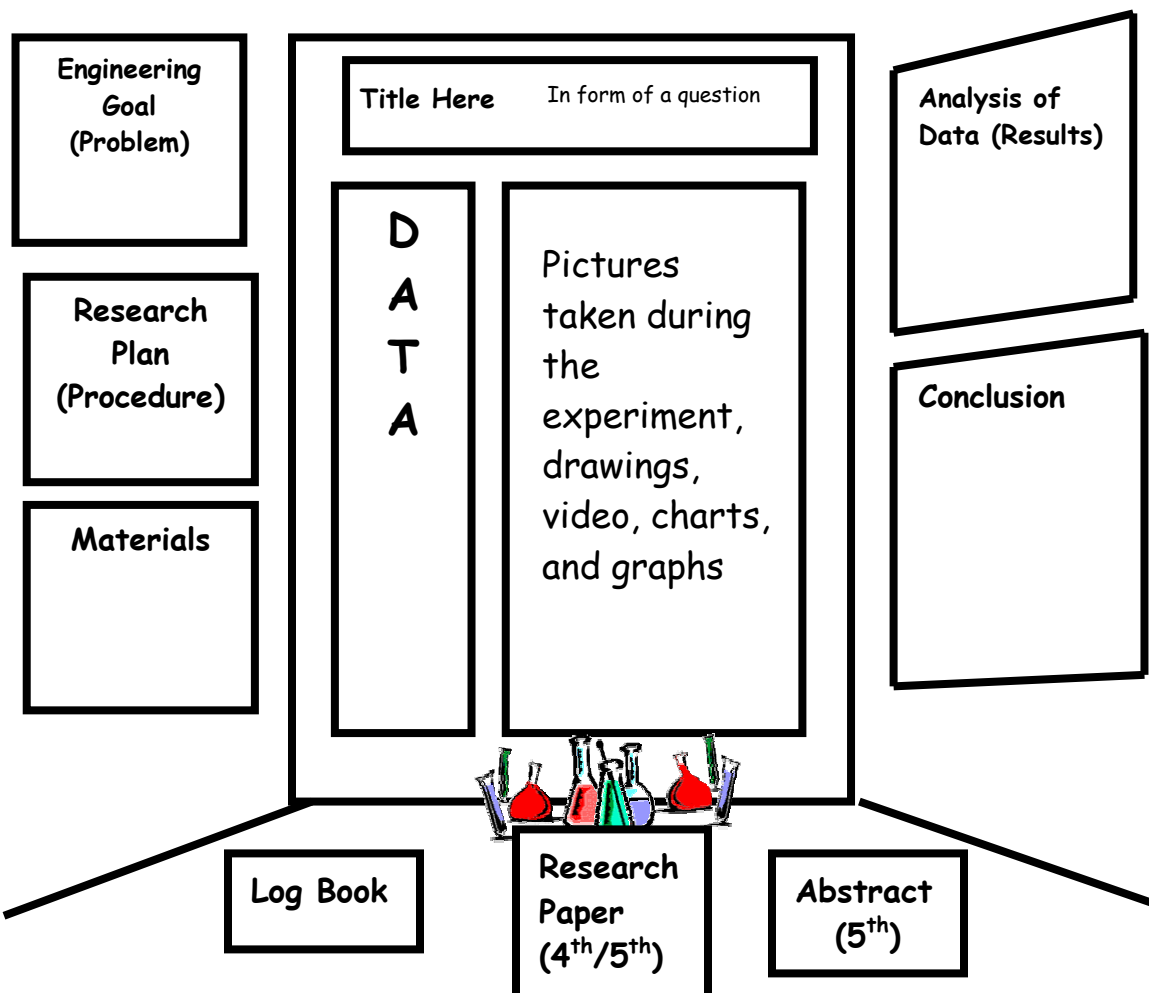 Engineering
Goal
(Problem)
Research
Plan
(Procedure)
Materials
Title Here In form of a question
D
A
T
A
Pictures
taken during
the
experiment,
drawings,
video, charts,
and graphs
Analysis of
Data (Results)
Conclusion
Log Book
Research
Paper
(4th/5th)
Abstract
(5th)